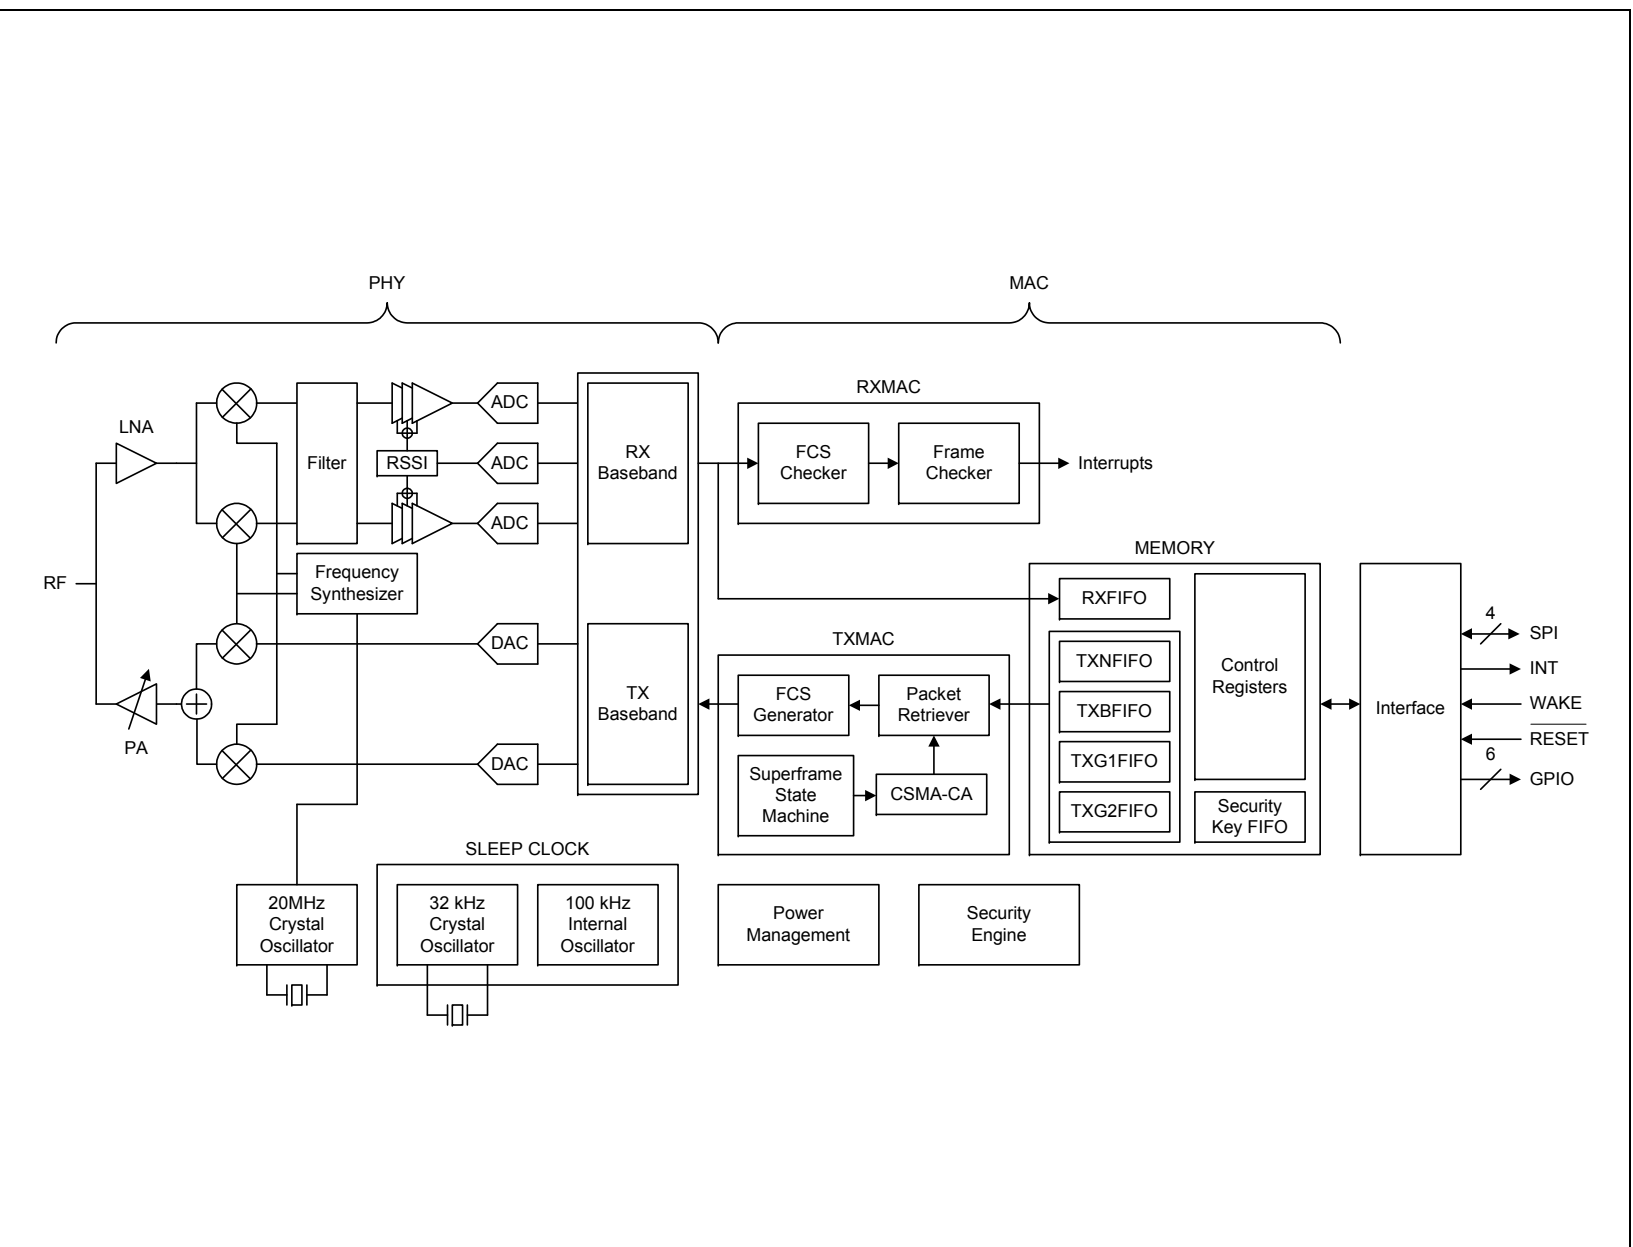 PHY
MAC
RXMAC
LNA
ADC
FCS
Checker
Frame
Checker
Interrupts
RX
Baseband
Filter
RSSI
ADC
ADC
MEMORY
RF
Frequency
Synthesizer
RXFIFO
4
SPI
DAC
TXMAC
TXNFIFO
Control
Registers
INT
TX
Baseband
FCS
Generator
Packet
Retriever
TXBFIFO
Interface
WAKE
RESET
PA
6
DAC
TXG1FIFO
GPIO
Superframe
State
Machine
CSMA-CA
TXG2FIFO
Security
Key FIFO
SLEEP CLOCK
20MHz
Crystal
Oscillator
32 kHz
Crystal
Oscillator
100 kHz
Internal
Oscillator
Power
Management
Security
Engine